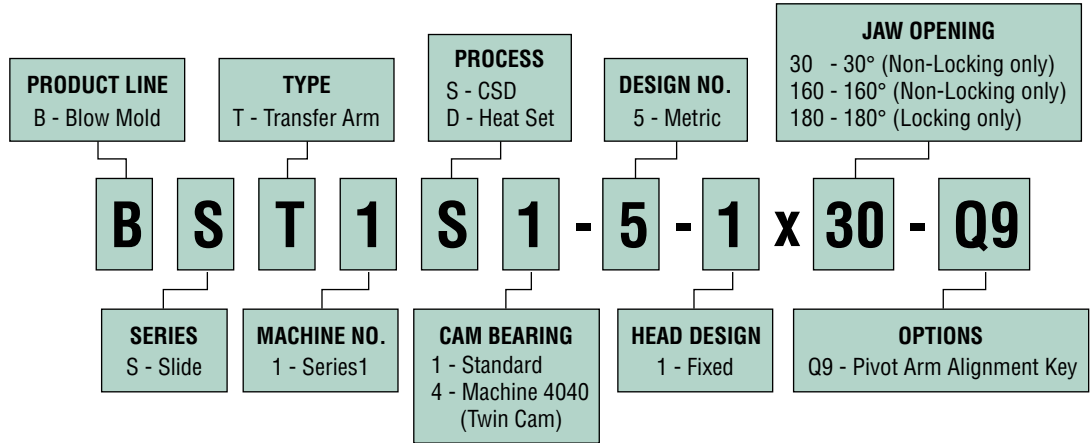 PRODUCT LINE
B - Blow Mold
TYPE
T - Transfer Arm
PROCESS
S - CSD
D - Heat Set
DESIGN NO.
5 - Metric
JAW OPENING
30 - 30° (Non-Locking only)
160 - 160° (Non-Locking only)
180 - 180° (Locking only)
B S T 1 S 1 - 5 - 1 x 30 - Q9
SERIES
S - Slide
MACHINE NO.
1 - Series1
CAM BEARING
1 - Standard
4 - Machine 4040
(Twin Cam)
HEAD DESIGN
1 - Fixed
OPTIONS
Q9 - Pivot Arm Alignment Key